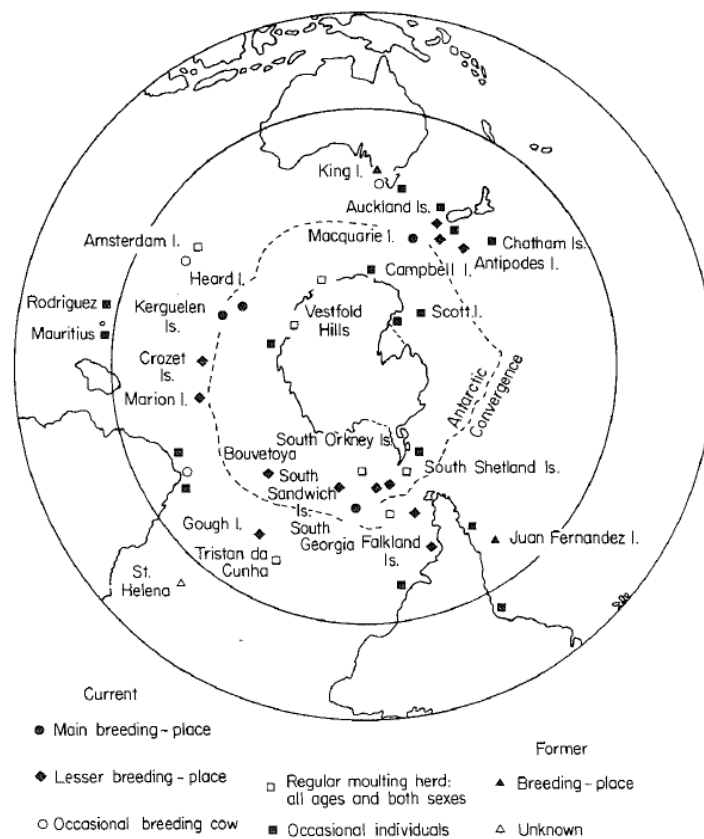 King I.
Auckland Is.
Amsterdam I.
Macquarie I.
Chatham Is.
Heard I.
Campbell I.
Antipodes I.
Rodriguez
Kerguelen
Is.
Vestfold
Hills
Scott I.
Mauritius
Crozet
Is.
Marion I.
Antarctic
Convergence
South Orkney Is.
Bouvetoya
South
Sandwich
Is.
South Shetland Is.
Gough I.
South
Georgia
Falkland
Is.
Juan Fernandez I.
Tristan da
Cunha
St.
Helena
Current
Main breeding-place
Lesser breeding-place
Occasional breeding cow
Regular moulting herd:
all ages and both sexes
Occasional individuals
Former
Breeding-place
Unknown